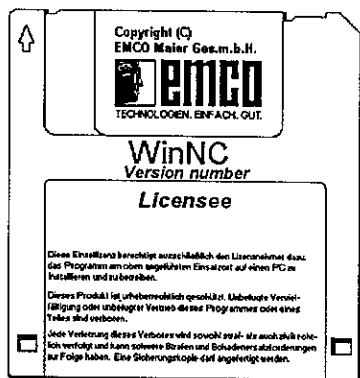 Copyright (C)
EMCO Maier Ges.m.b.H.
emco
TECHNOLOGIEN. EINFACH. GUT.
WinNC
Version number
Licensee
Diese Einzellizenz berechtigt ausschließlich den Lizenznehmer dazu,
das Programm am oben angeführten Einsatzort auf einen PC zu
installieren und zu betreiben.
Dieses Produkt ist urheberrechtlich geschützt. Unbefugte Verviel-
fältigung oder unbefugter Vertrieb dieses Programmes oder eines
Teiles sind verboten.
Jede Verletzung dieses Verbotes wird sowohl straf- als auch zivilrecht-
lich verfolgt und kann schwere Strafen und Schadenersatzforderungen
zur Folge haben. Eine Sicherungskopie darf angefertigt werden.